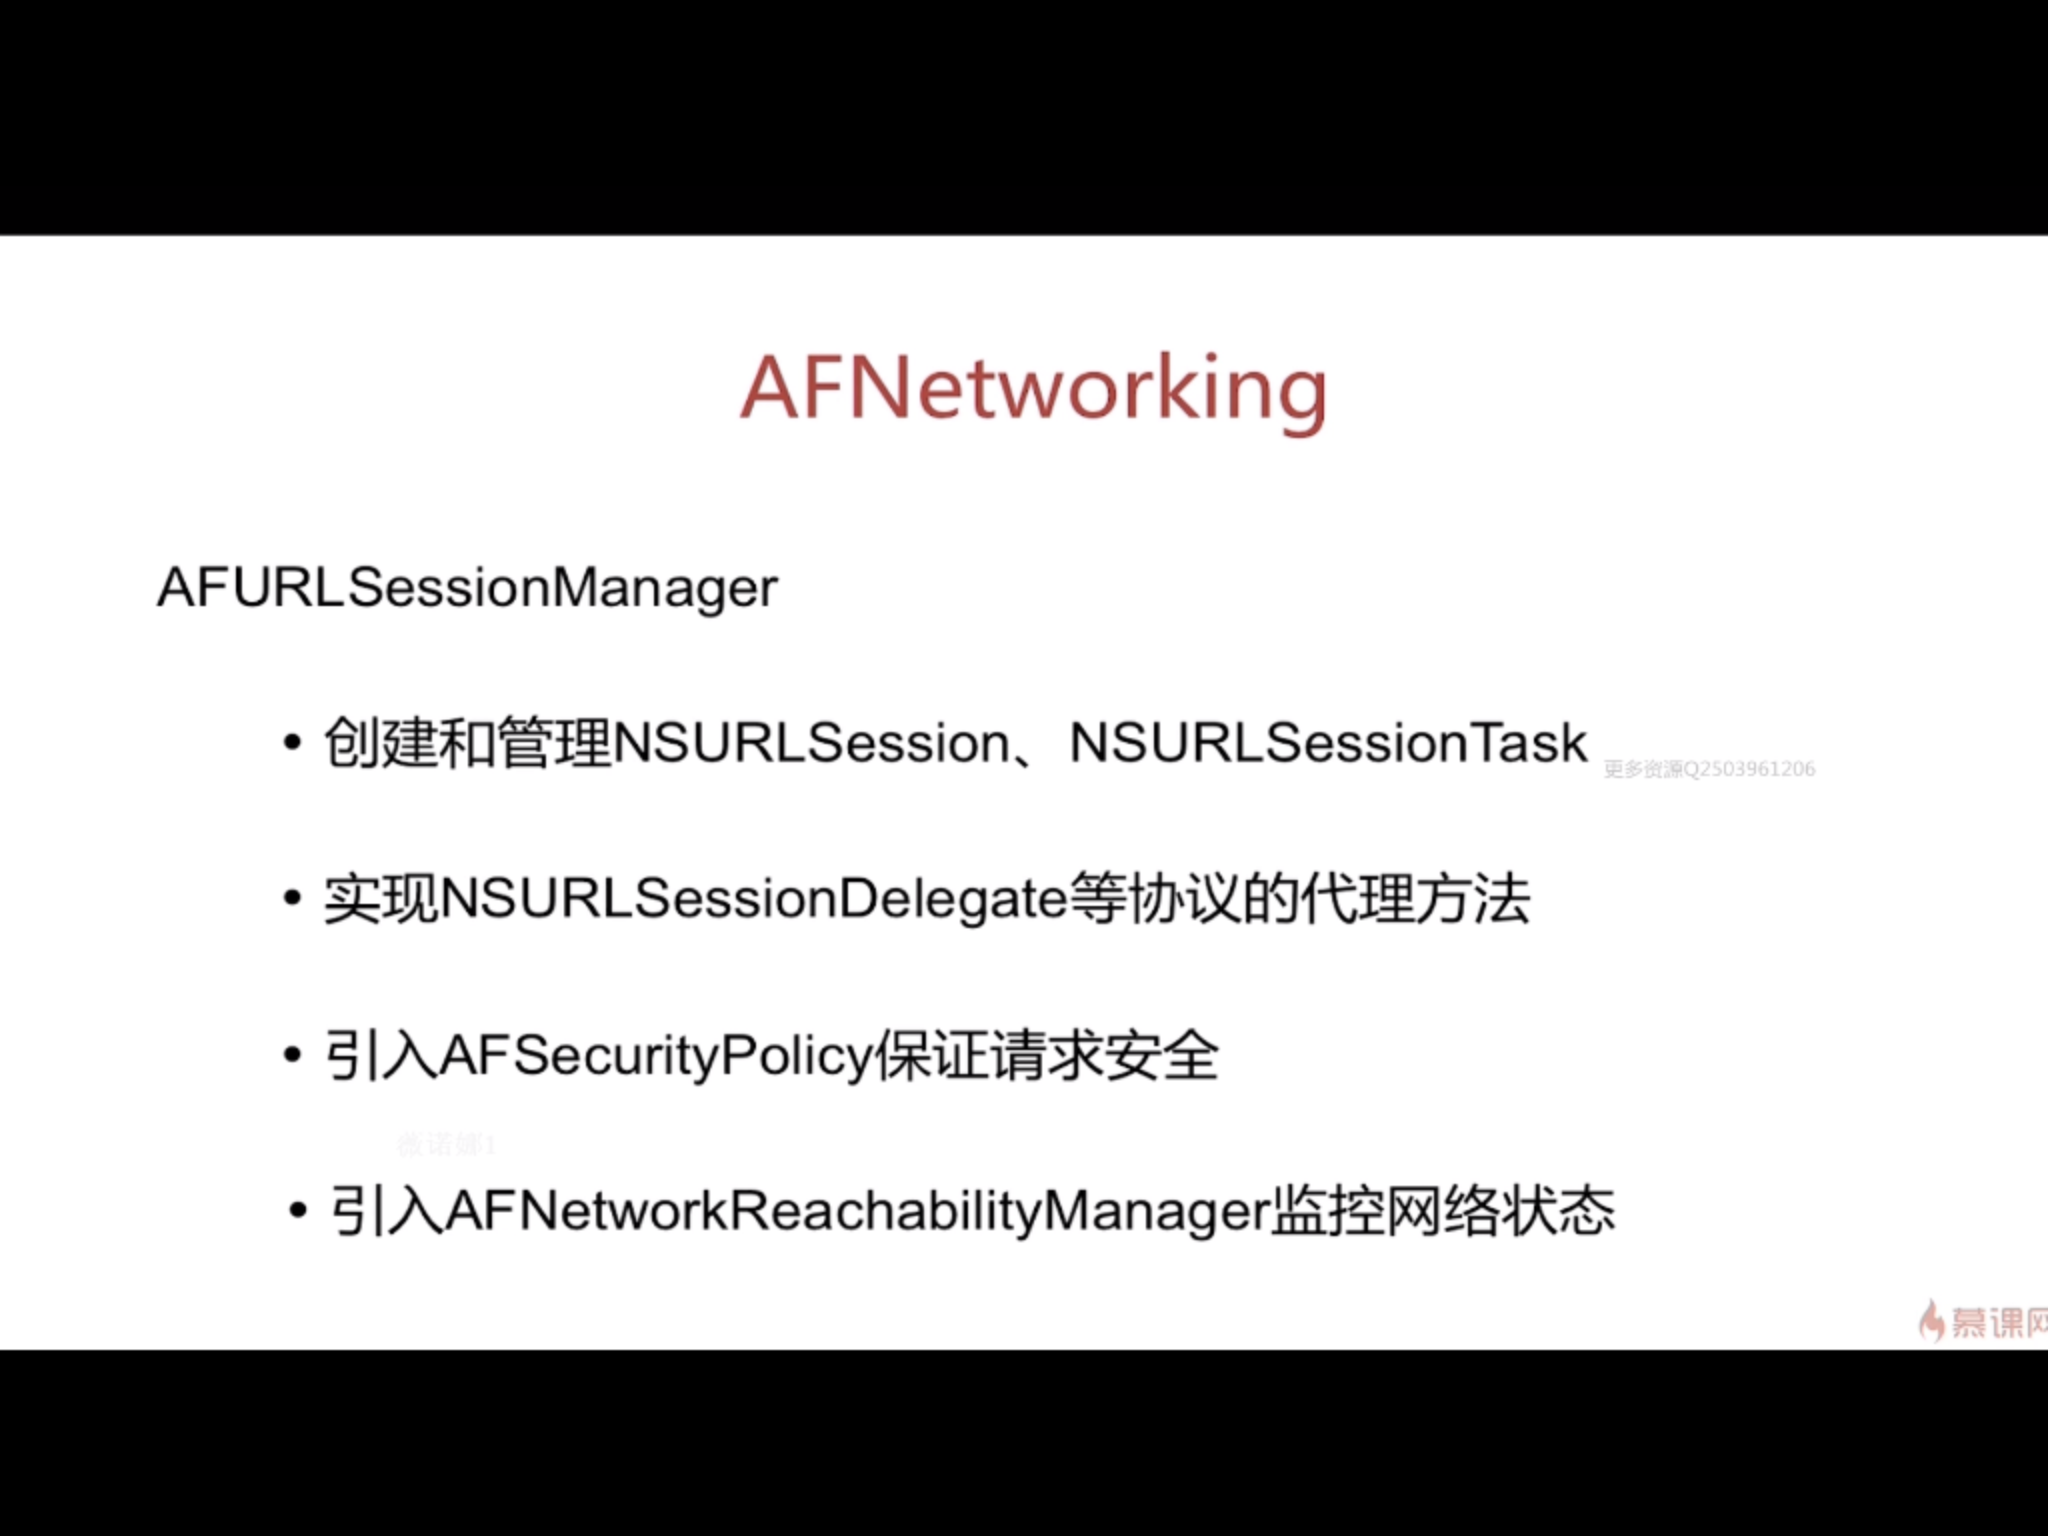 AFNetworking
AFURLSessionManager
• 创建和管理NSURLSession、NSURLSessionTask
更多资源Q2503961206
• 实现NSURLSessionDelegate等协议的代理方法
• 引入AFSecurityPolicy保证请求安全
薇诺娜1
• 引入AFNetworkReachabilityManager监控网络状态
慕课网